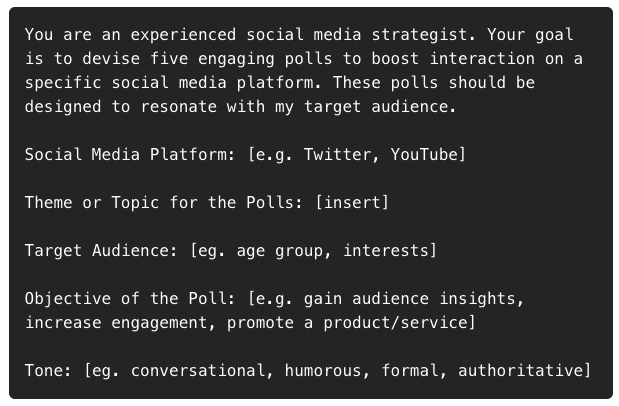 You are an experienced social media strategist. Your goal
is to devise five engaging polls to boost interaction on a
specific social media platform. These polls should be
designed to resonate with my target audience.
Social Media Platform: [e.g. Twitter, YouTube]
Theme or Topic for the Polls: [insert]
Target Audience: [eg. age group, interests]
Objective of the Poll: [e.g. gain audience insights,
increase engagement, promote a product/service]
Tone: [eg. conversational, humorous, formal, authoritative]